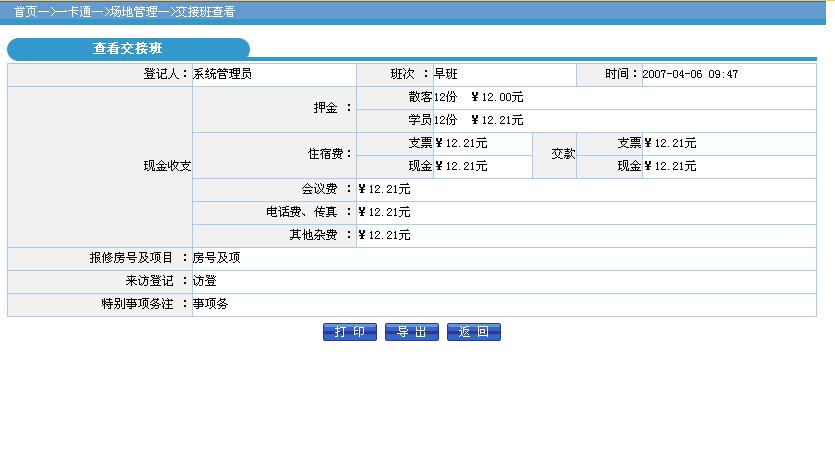 首页—>一卡通—>场地管理—>交接班查看
查看交接班
登记人： 系统管理员 班次 ： 早班 时间： 2007-04-06 09:47
现金收支 押金 ： 散客 12份 ￥12.00元
学员 12份 ￥12.21元
住宿费： 支票 ￥12.21元 交款 支票 ￥12.21元
现金 ￥12.21元 现金 ￥12.21元
会议费 ： ￥12.21元
电话费、传真 ： ￥12.21元
其他杂费 ： ￥12.21元
报修房号及项目 ： 房号及项
来访登记 ： 访登
特别事项务注 ： 事项务
打 印 导 出 返 回